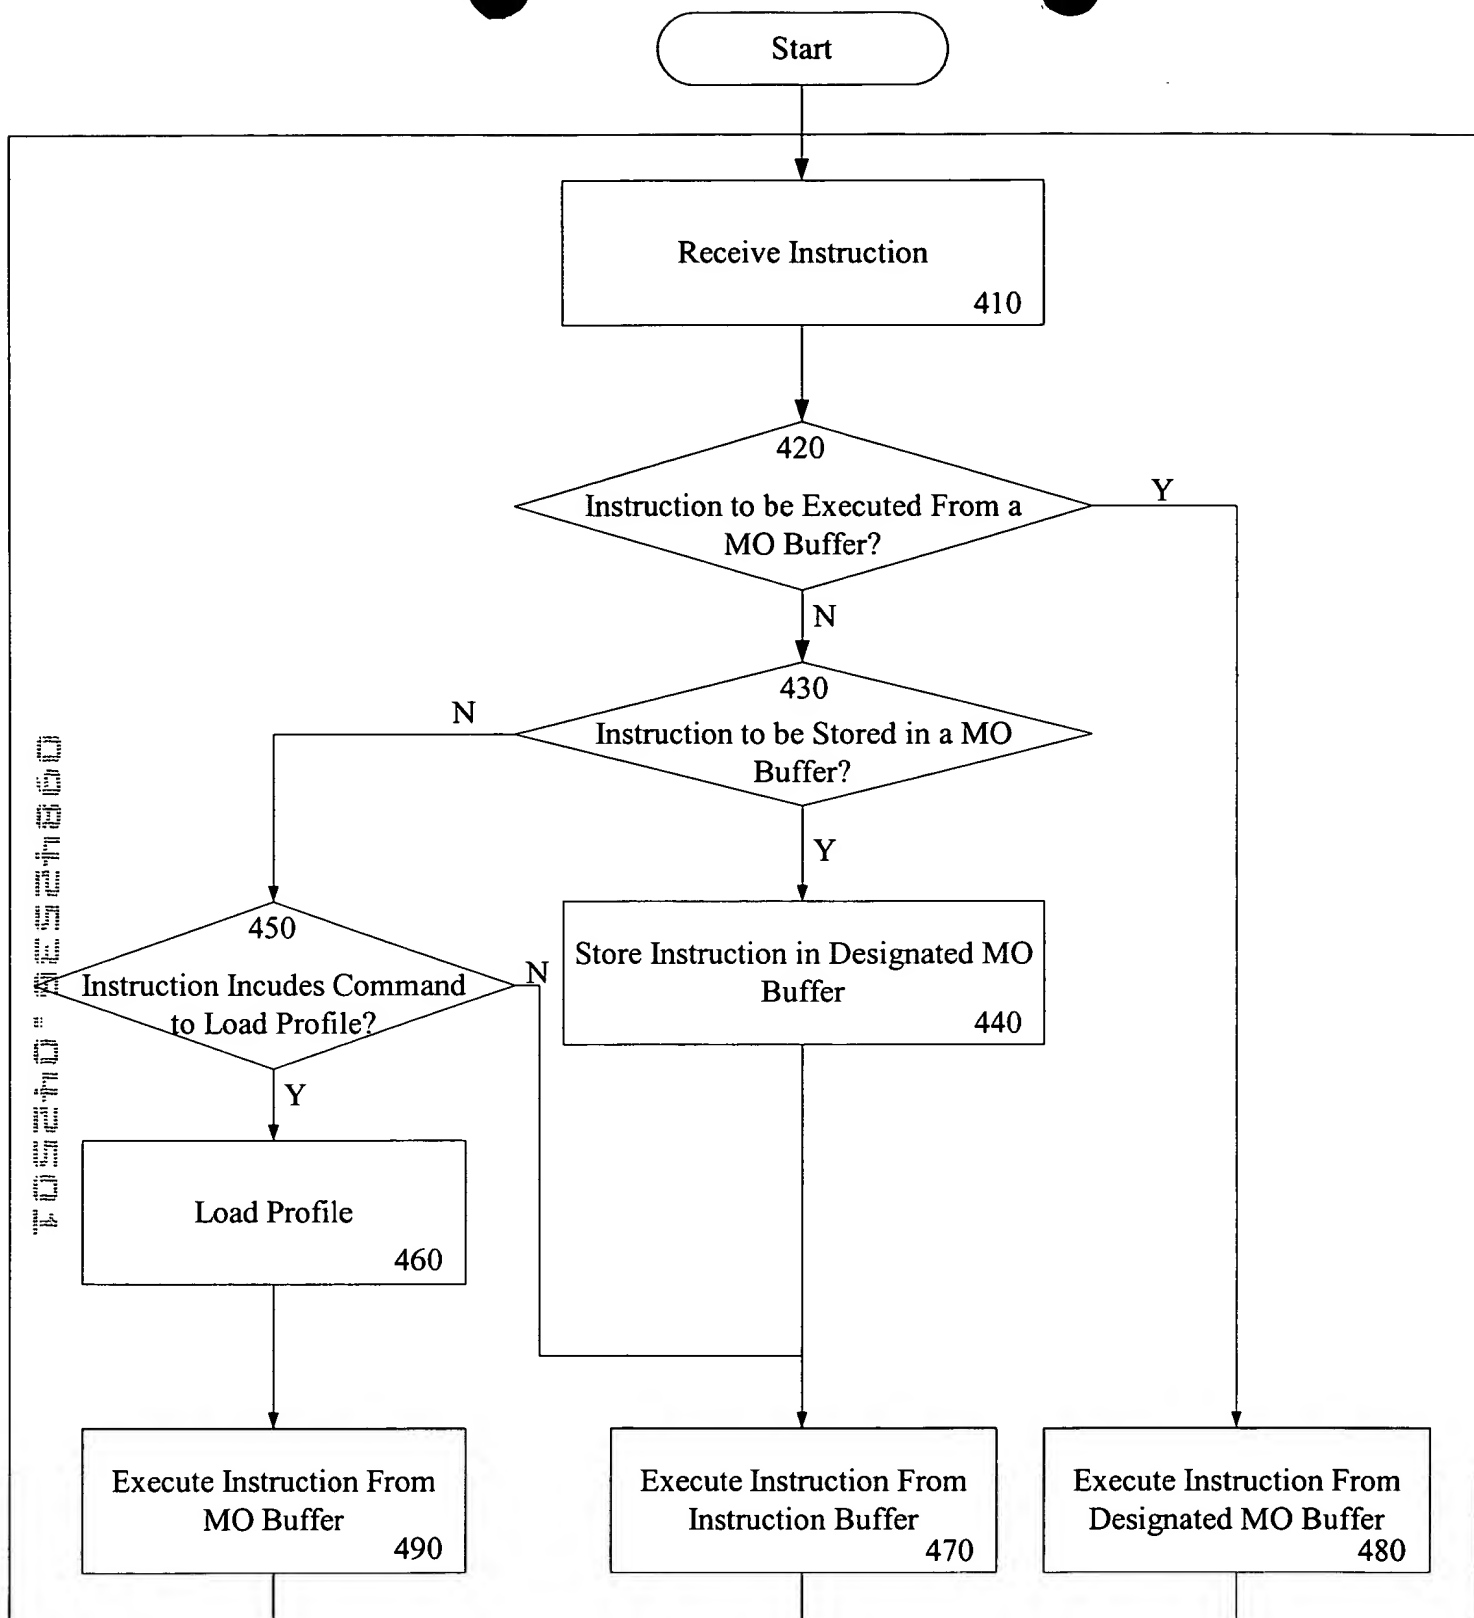 Start
Receive Instruction
410
420
Instruction to be Executed From a
MO Buffer?
Y
N
430
Instruction to be Stored in a MO
Buffer?
N
Y
450
Instruction Incudes Command
to Load Profile?
N
Y
Store Instruction in Designated MO
Buffer
440
Load Profile
460
Execute Instruction From
MO Buffer
490
Execute Instruction From
Instruction Buffer
470
Execute Instruction From
Designated MO Buffer
480